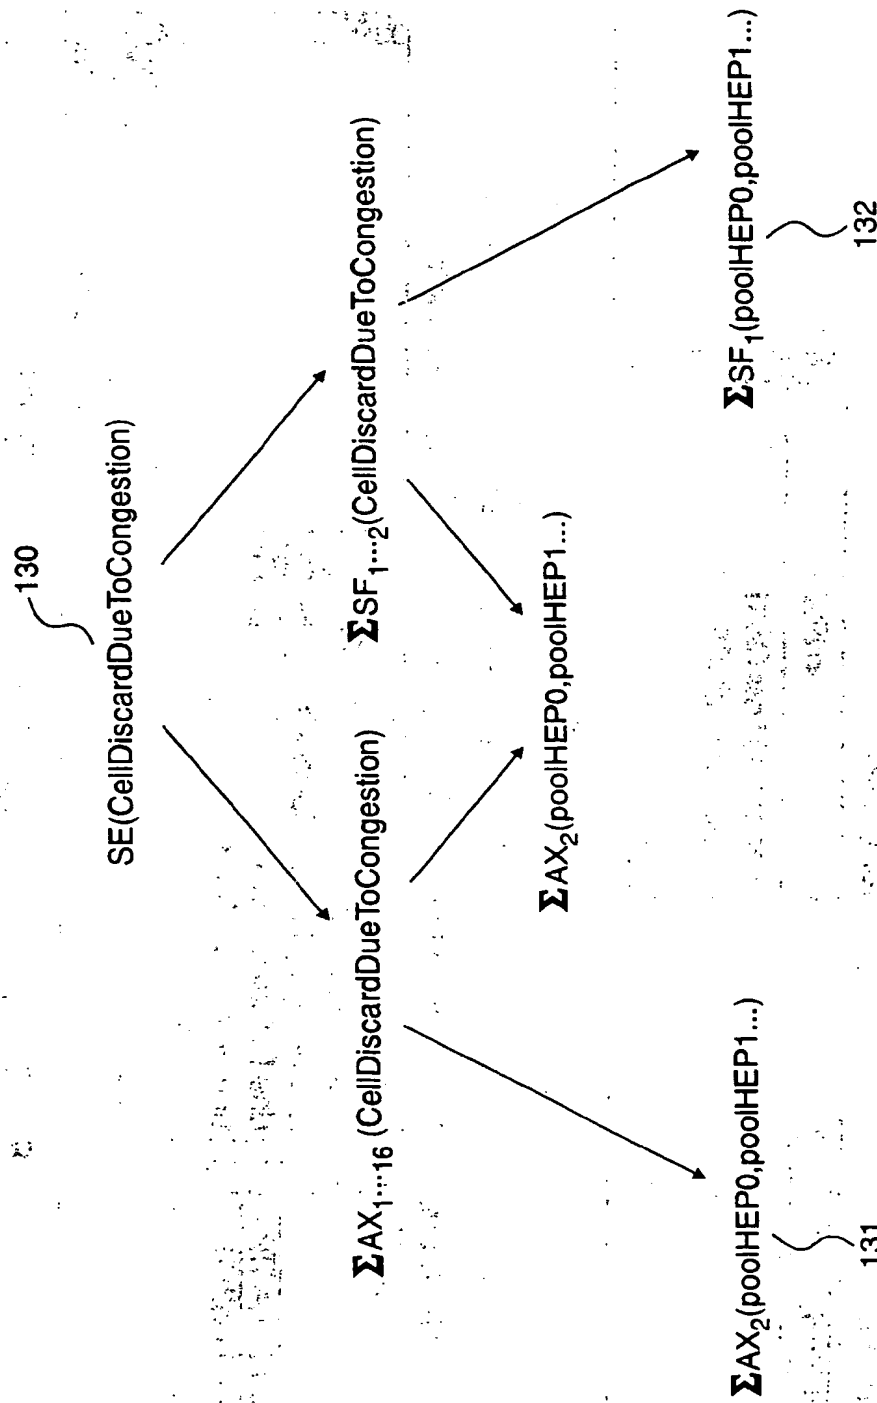 130
SE(CellDiscardDueToCongestion)
ΣAX1...16 (CellDiscardDueToCongestion)
ΣSF1...2(CellDiscardDueToCongestion)
ΣAX2(poolHEP0,poolHEP1...)
ΣAX2(poolHEP0,poolHEP1...)
131
ΣSF1(poolHEP0,poolHEP1...)
132